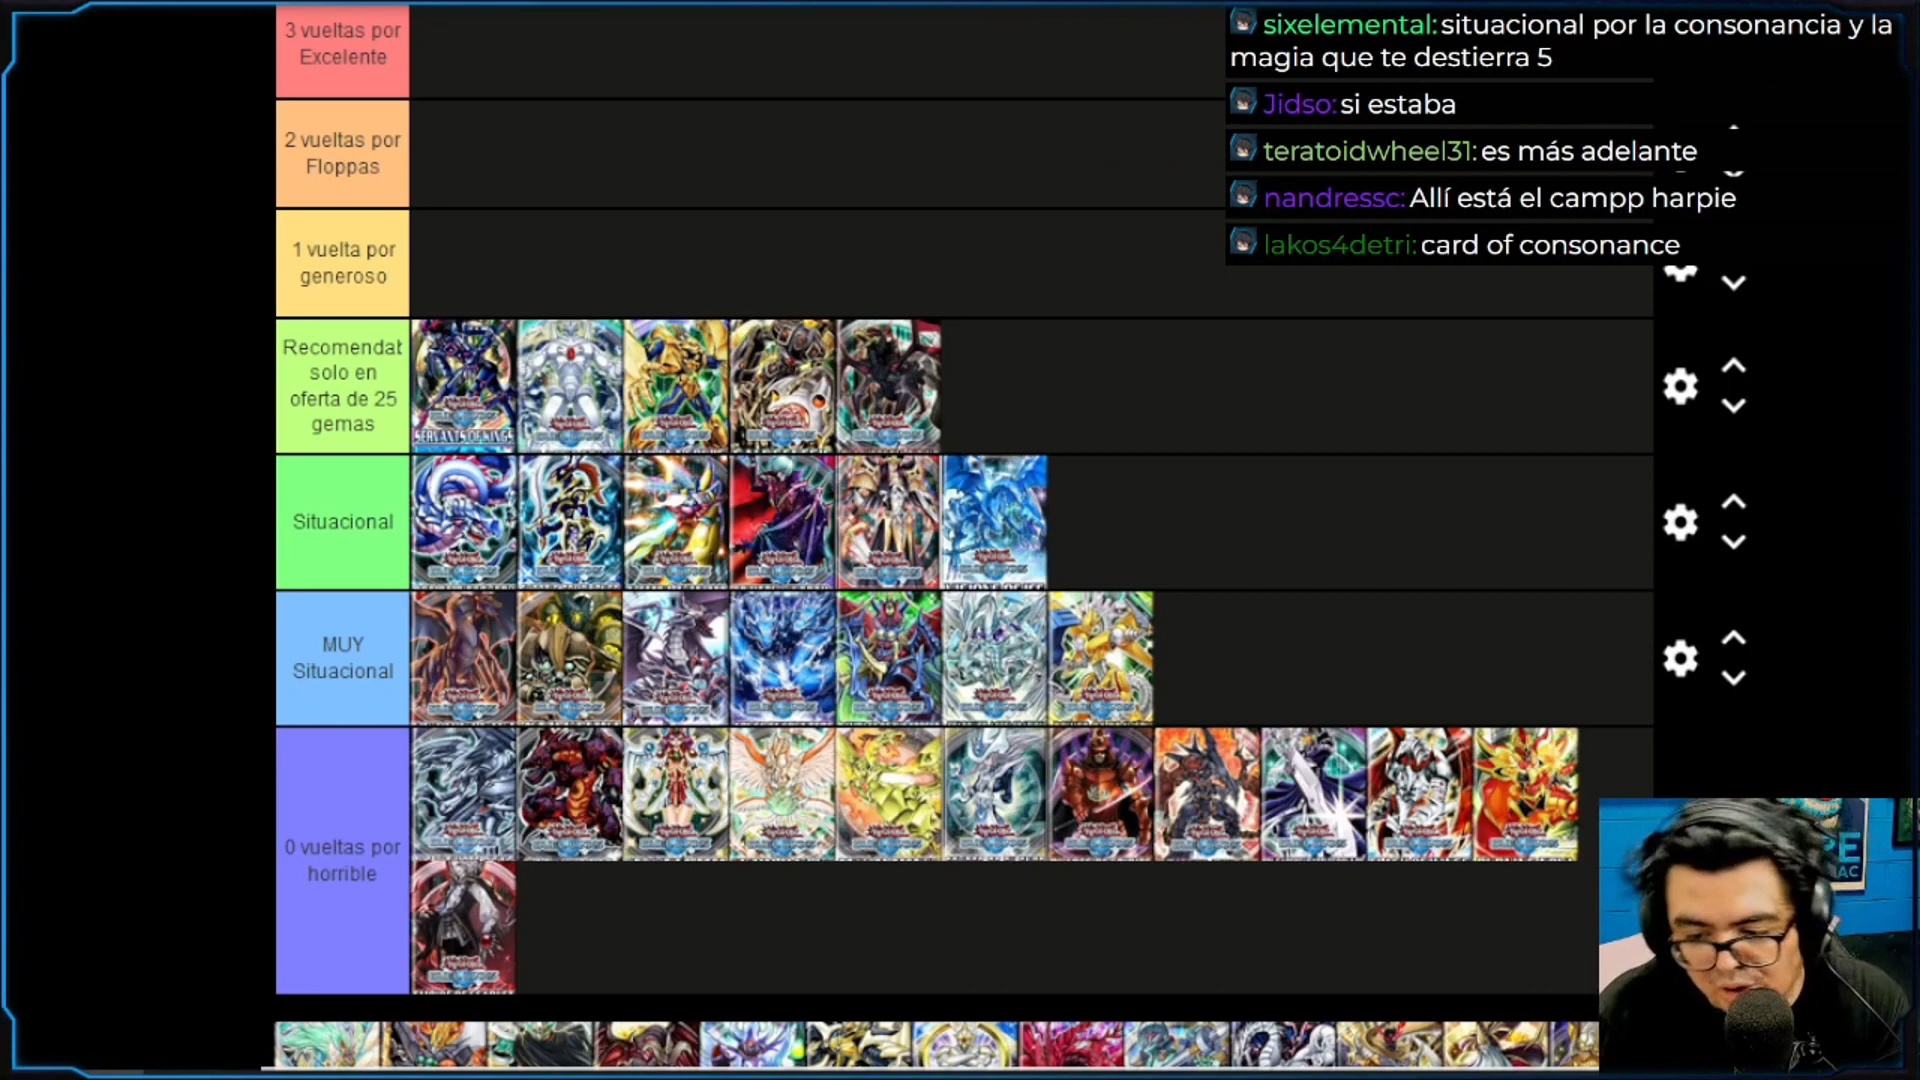 3 vueltas por
Excelente
2 vueltas por
Floppas
1 vuelta por
generoso
Recomendat
solo en
oferta de 25
gemas
SERVANTS OF KINGS
Situacional
MUY
Situacional
0 vueltas por
horrible
sixelemental: situacional por la consonancia y la
magia que te destierra 5
Jidso: si estaba
teratoidwheel31: es más adelante
nandressc: Allí está el campp harpie
lakos4detri: card of consonance